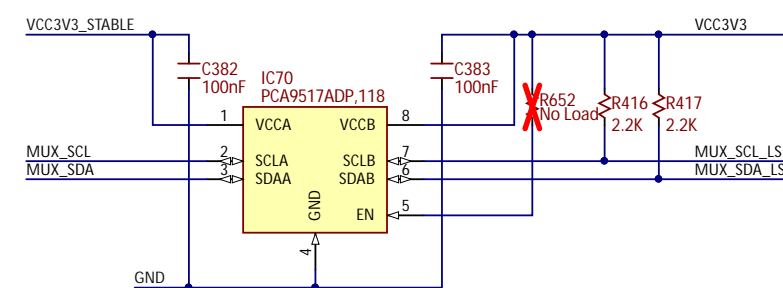 VCC3V3_STABLE
VCC3V3
C382
100nF
IC70
PCA9517ADP,118
C383
100nF
R652
No Load
R416
2.2K
R417
2.2K
1 VCCA VCCB 8
MUX_SCL 2 SCLA SCLB 7 MUX_SCL_LS
MUX_SDA 3 SDAA SDAB 6 MUX_SDA_LS
GND
EN 5
4
GND